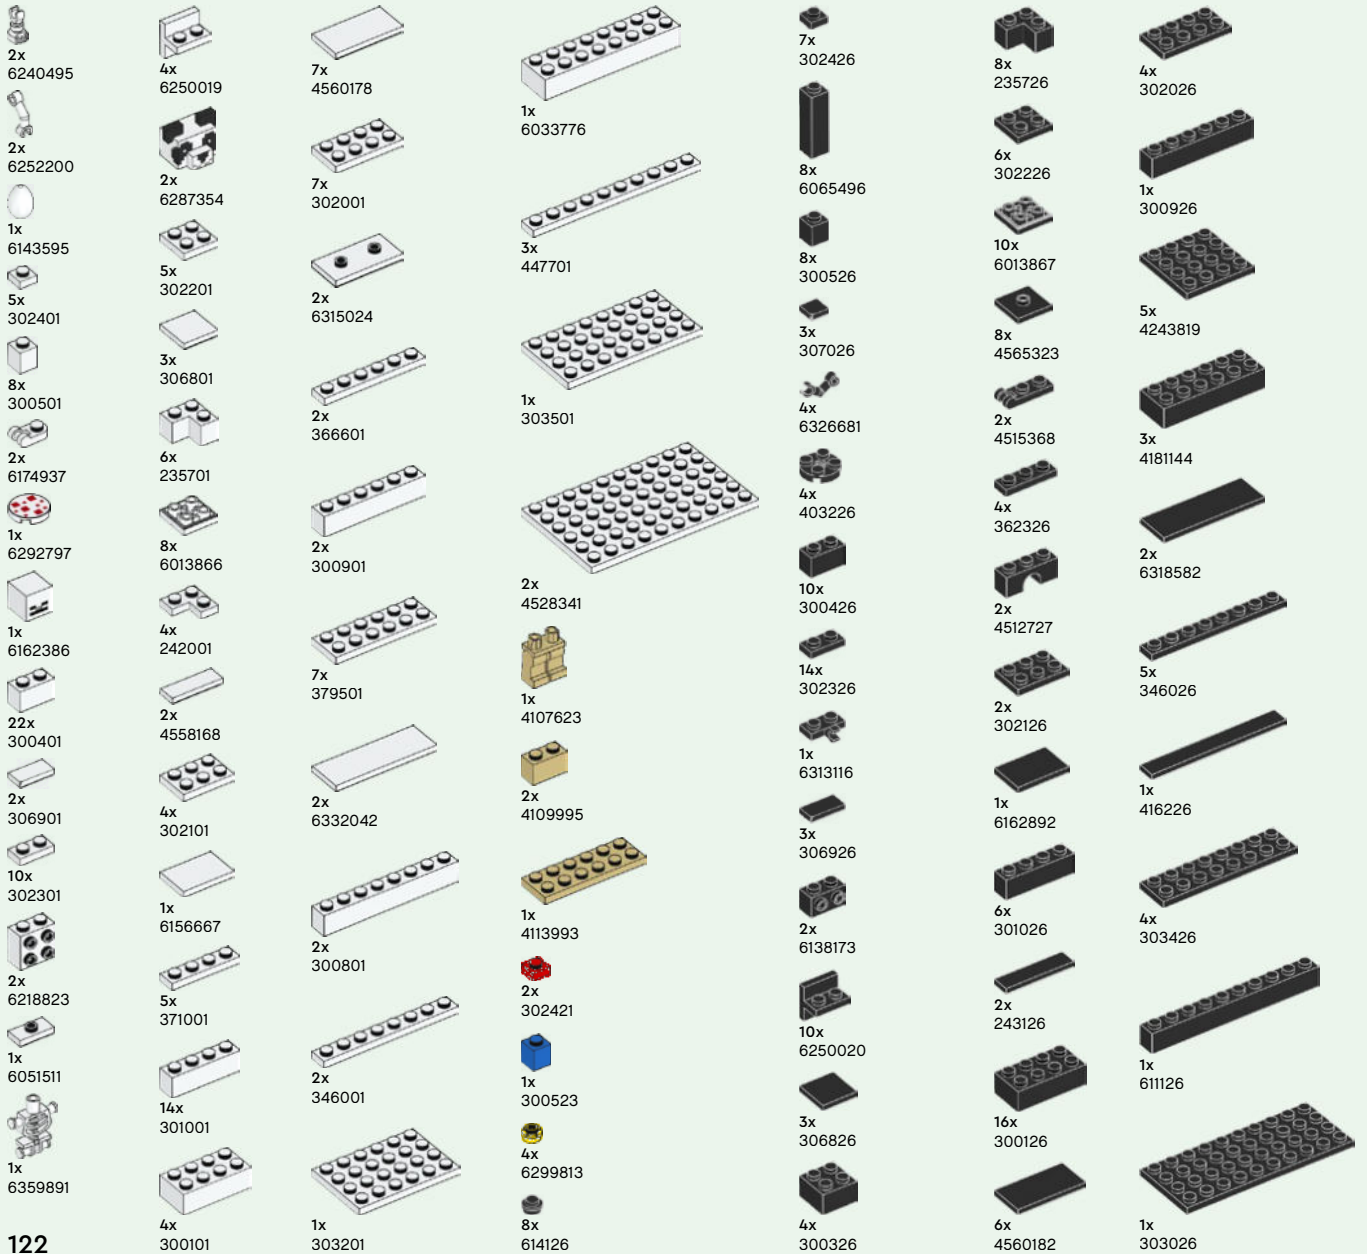 2x
6240495
2x
6252200
1x
6143595
5x
302401
8x
300501
2x
6174937
1x
6292797
1x
6162386
22x
300401
2x
306901
10x
302301
2x
6218823
1x
6051511
1x
6359891
122
4x
6250019
2x
6287354
5x
302201
3x
306801
6x
235701
8x
6013866
4x
242001
2x
4558168
4x
302101
1x
6156667
5x
371001
14x
301001
4x
300101
7x
4560178
7x
302001
2x
6315024
2x
366601
2x
300901
7x
379501
2x
6332042
2x
300801
2x
346001
1x
303201
1x
6033776
3x
447701
1x
303501
2x
4528341
1x
4107623
2x
4109995
1x
4113993
2x
302421
1x
300523
4x
6299813
8x
614126
7x
302426
8x
6065496
8x
300526
3x
307026
4x
6326681
4x
403226
10x
300426
14x
302326
1x
6313116
3x
306926
2x
6138173
10x
6250020
3x
306826
4x
300326
8x
235726
6x
302226
10x
6013867
8x
4565323
2x
4515368
4x
362326
2x
4512727
2x
302126
1x
6162892
6x
301026
2x
243126
16x
300126
6x
4560182
4x
302026
1x
300926
5x
4243819
3x
4181144
2x
6318582
5x
346026
1x
416226
4x
303426
1x
611126
1x
303026